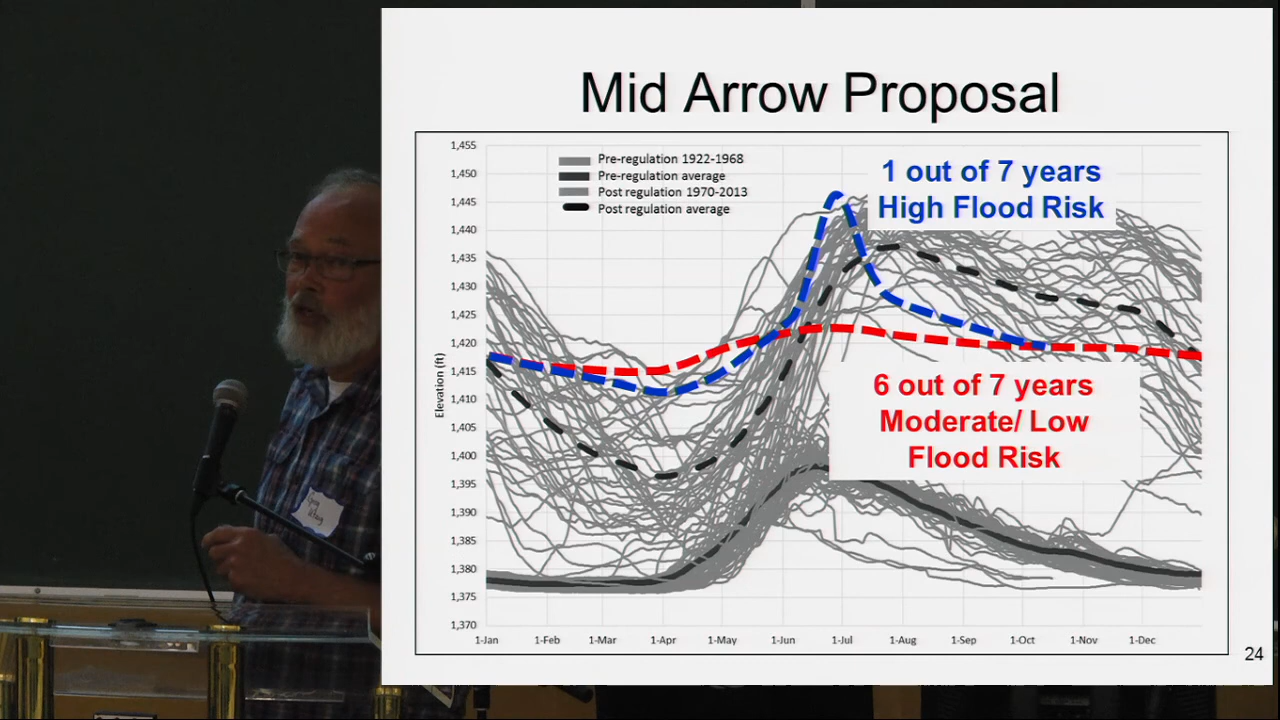 Mid Arrow Proposal
1,455
1,450
1,445
1,440
1,435
1,430
1,425
1,420
1,415
1,410
1,405
1,400
1,395
1,390
1,385
1,380
1,375
1,370
Elevation (ft)
Pre-regulation 1922-1968
Pre-regulation average
Post regulation 1970-2013
Post regulation average
1 out of 7 years
High Flood Risk
6 out of 7 years
Moderate/ Low
Flood Risk
1-Jan 1-Feb 1-Mar 1-Apr 1-May 1-Jun 1-Jul 1-Aug 1-Sep 1-Oct 1-Nov 1-Dec
24